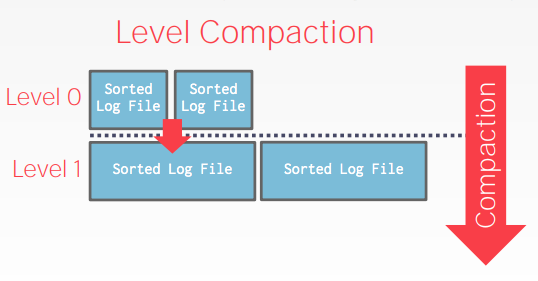 Level Compaction
Level 0
Sorted
Log File
Sorted
Log File
Level 1
Sorted Log File
Sorted Log File
Compaction